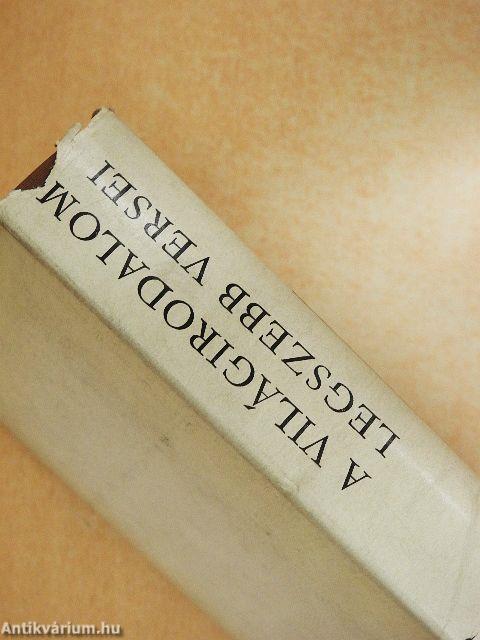 A VILÁGIRODALOM
LEGSZEBB VERSEI
Antikvárium.hu